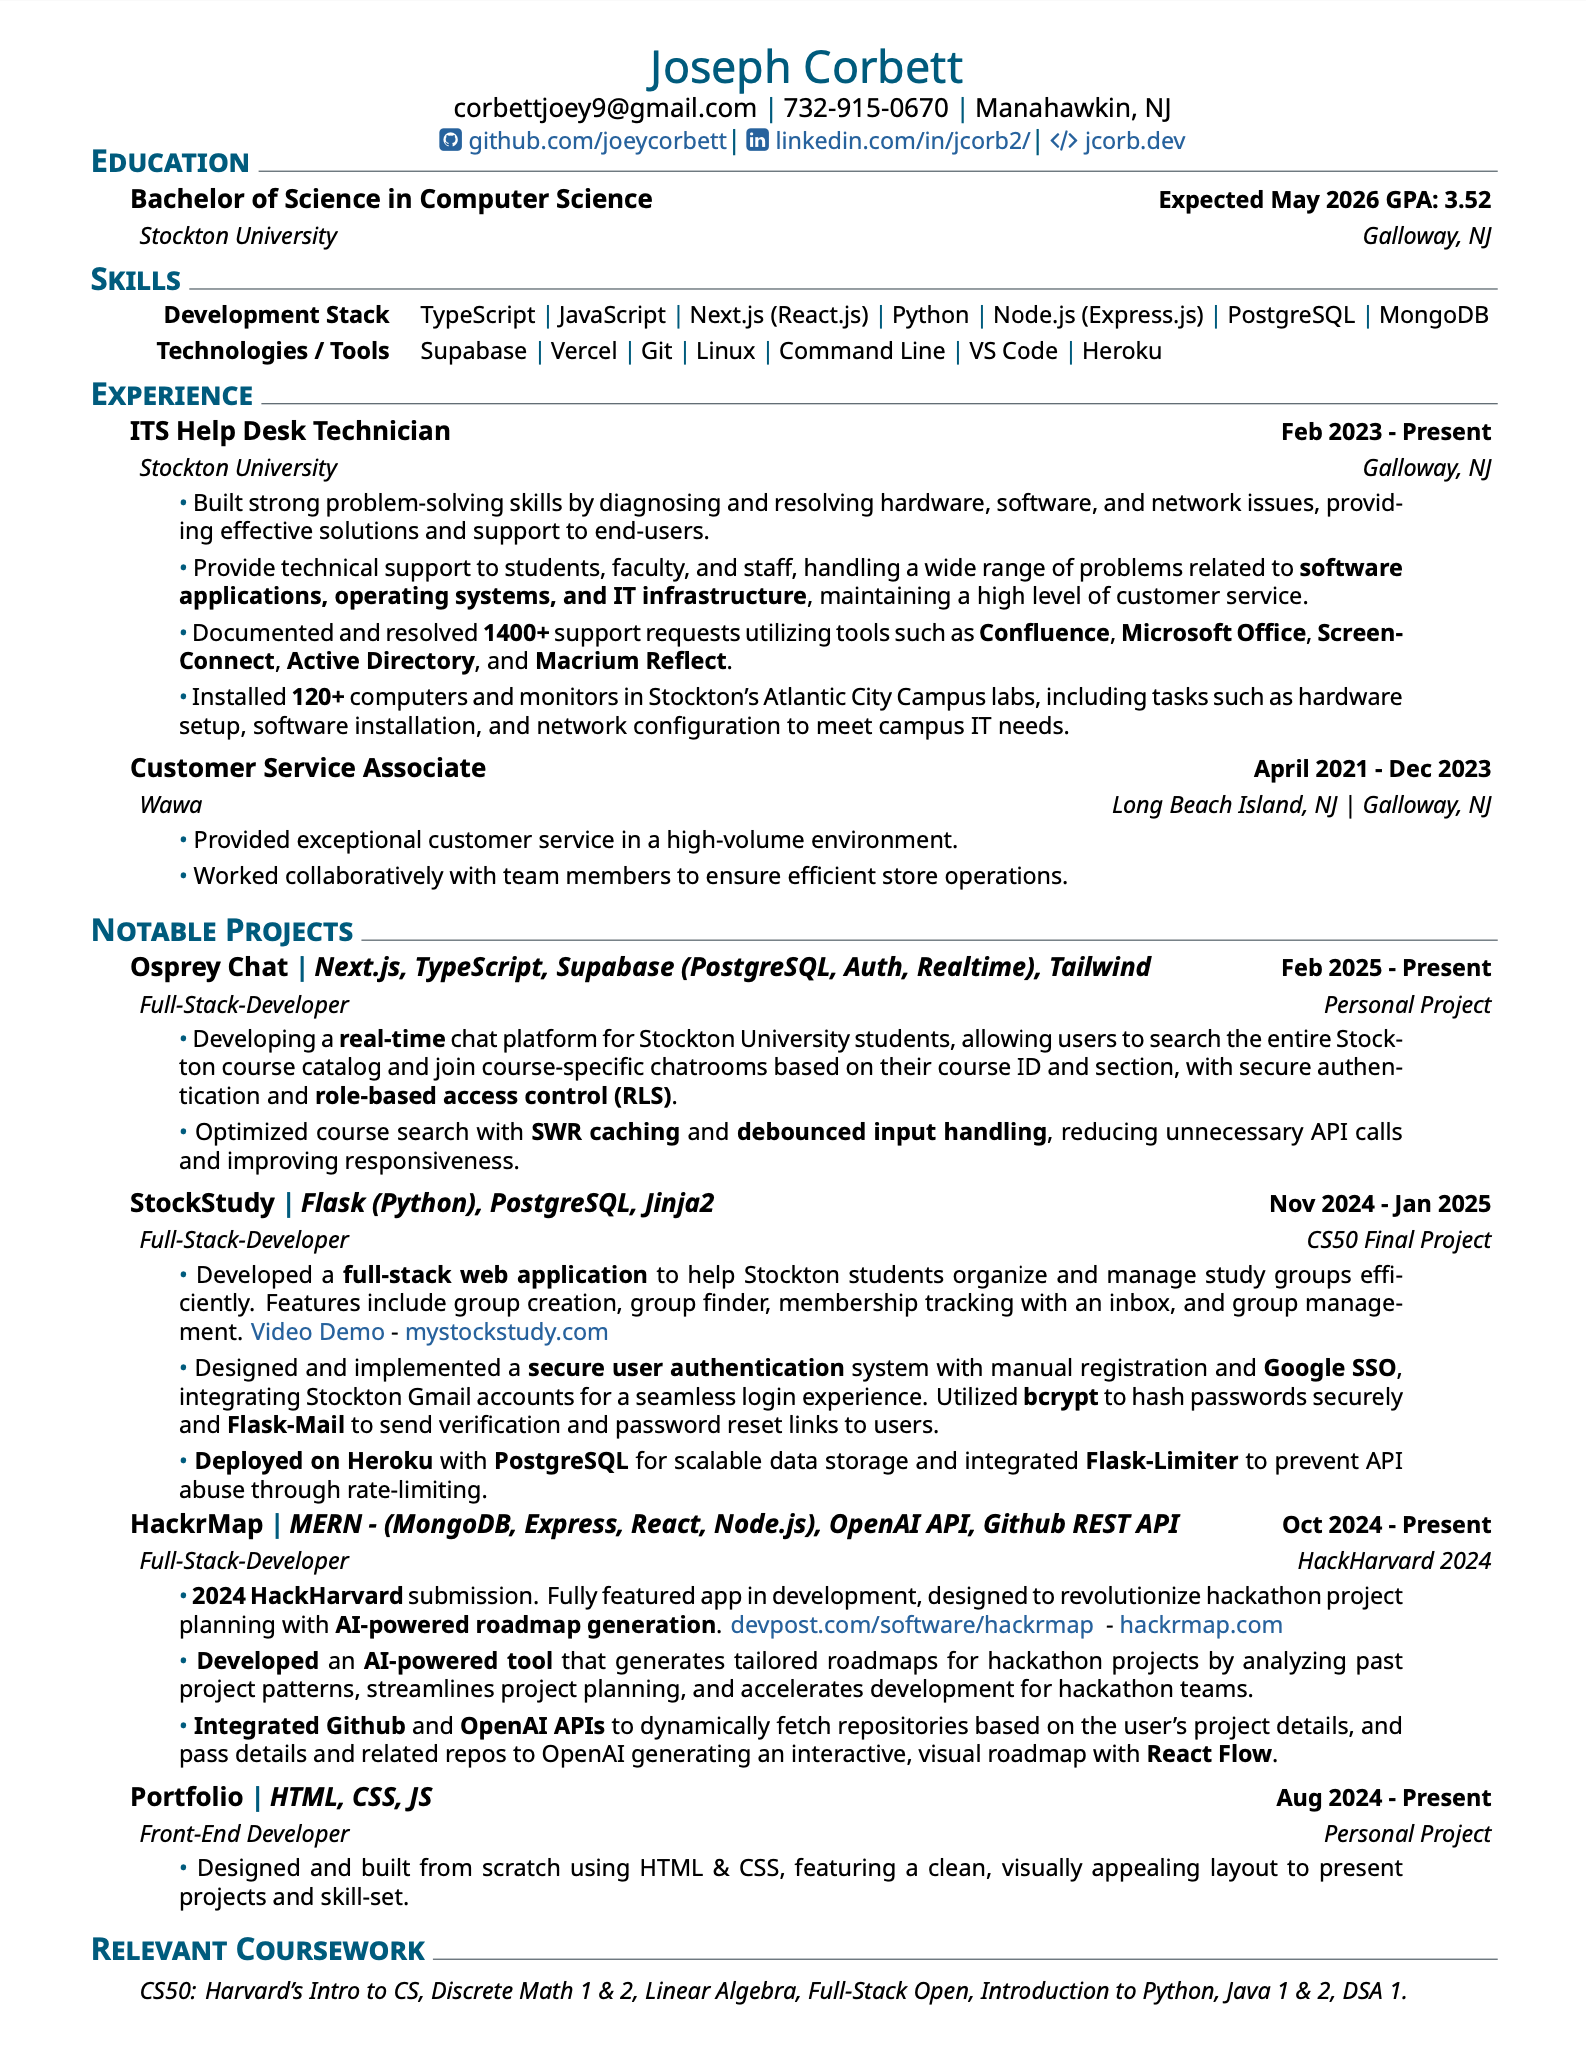 Joseph Corbett
corbettjoey9@gmail.com | 732-915-0670 | Manahawkin, NJ
github.com/joeycorbett | linkedin.com/in/jcorb2/ | jcorb.dev
EDUCATION
Bachelor of Science in Computer Science Expected May 2026 GPA: 3.52
Stockton University Galloway, NJ
SKILLS
Development Stack TypeScript | JavaScript | Next.js (React.js) | Python | Node.js (Express.js) | PostgreSQL | MongoDB
Technologies / Tools Supabase | Vercel | Git | Linux | Command Line | VS Code | Heroku
EXPERIENCE
ITS Help Desk Technician Feb 2023 - Present
Stockton University Galloway, NJ
• Built strong problem-solving skills by diagnosing and resolving hardware, software, and network issues, provid-
ing effective solutions and support to end-users.
• Provide technical support to students, faculty, and staff, handling a wide range of problems related to software
applications, operating systems, and IT infrastructure, maintaining a high level of customer service.
• Documented and resolved 1400+ support requests utilizing tools such as Confluence, Microsoft Office, Screen-
Connect, Active Directory, and Macrium Reflect.
• Installed 120+ computers and monitors in Stockton's Atlantic City Campus labs, including tasks such as hardware
setup, software installation, and network configuration to meet campus IT needs.
Customer Service Associate April 2021 - Dec 2023
Wawa Long Beach Island, NJ | Galloway, NJ
• Provided exceptional customer service in a high-volume environment.
• Worked collaboratively with team members to ensure efficient store operations.
NOTABLE PROJECTS
Osprey Chat | Next.js, TypeScript, Supabase (PostgreSQL, Auth, Realtime), Tailwind Feb 2025 - Present
Full-Stack-Developer Personal Project
• Developing a real-time chat platform for Stockton University students, allowing users to search the entire Stock-
ton course catalog and join course-specific chatrooms based on their course ID and section, with secure authen-
tication and role-based access control (RLS).
• Optimized course search with SWR caching and debounced input handling, reducing unnecessary API calls
and improving responsiveness.
StockStudy | Flask (Python), PostgreSQL, Jinja2 Nov 2024 - Jan 2025
Full-Stack-Developer CS50 Final Project
• Developed a full-stack web application to help Stockton students organize and manage study groups effi-
ciently. Features include group creation, group finder, membership tracking with an inbox, and group manage-
ment. Video Demo - mystockstudy.com
• Designed and implemented a secure user authentication system with manual registration and Google SSO,
integrating Stockton Gmail accounts for a seamless login experience. Utilized bcrypt to hash passwords securely
and Flask-Mail to send verification and password reset links to users.
• Deployed on Heroku with PostgreSQL for scalable data storage and integrated Flask-Limiter to prevent API
abuse through rate-limiting.
HackrMap | MERN - (MongoDB, Express, React, Node.js), OpenAI API, Github REST API Oct 2024 - Present
Full-Stack-Developer HackHarvard 2024
• 2024 HackHarvard submission. Fully featured app in development, designed to revolutionize hackathon project
planning with AI-powered roadmap generation. devpost.com/software/hackrmap - hackrmap.com
• Developed an AI-powered tool that generates tailored roadmaps for hackathon projects by analyzing past
project patterns, streamlines project planning, and accelerates development for hackathon teams.
• Integrated Github and OpenAI APIs to dynamically fetch repositories based on the user's project details, and
pass details and related repos to OpenAI generating an interactive, visual roadmap with React Flow.
Portfolio | HTML, CSS, JS Aug 2024 - Present
Front-End Developer Personal Project
• Designed and built from scratch using HTML & CSS, featuring a clean, visually appealing layout to present
projects and skill-set.
RELEVANT COURSEWORK
CS50: Harvard's Intro to CS, Discrete Math 1 & 2, Linear Algebra, Full-Stack Open, Introduction to Python, Java 1 & 2, DSA 1.